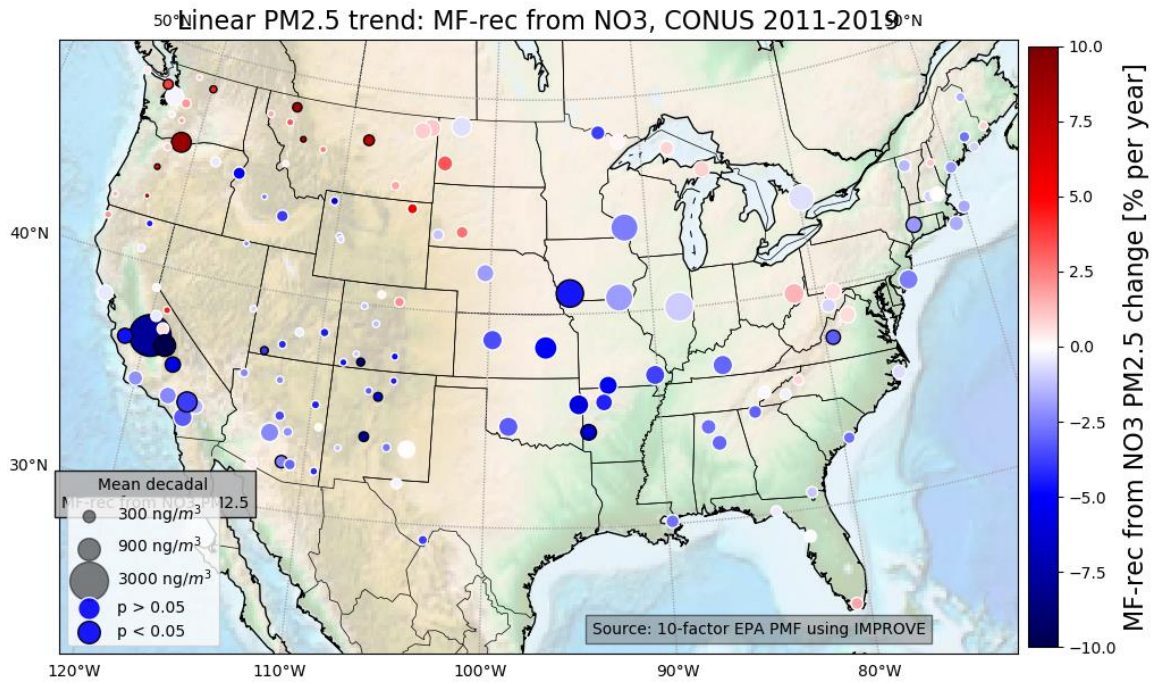 Linear PM2.5 trend: MF-rec from NO3, CONUS 2011-2019
50°N
50°N
40°N
30°N
120°W
110°W
100°W
90°W
80°W
Mean decadal
MF-rec from NO3 PM2.5
300 ng/m³
900 ng/m³
3000 ng/m³
p > 0.05
p < 0.05
Source: 10-factor EPA PMF using IMPROVE
10.0
7.5
5.0
2.5
0.0
−2.5
−5.0
−7.5
−10.0
MF-rec from NO3 PM2.5 change [% per year]